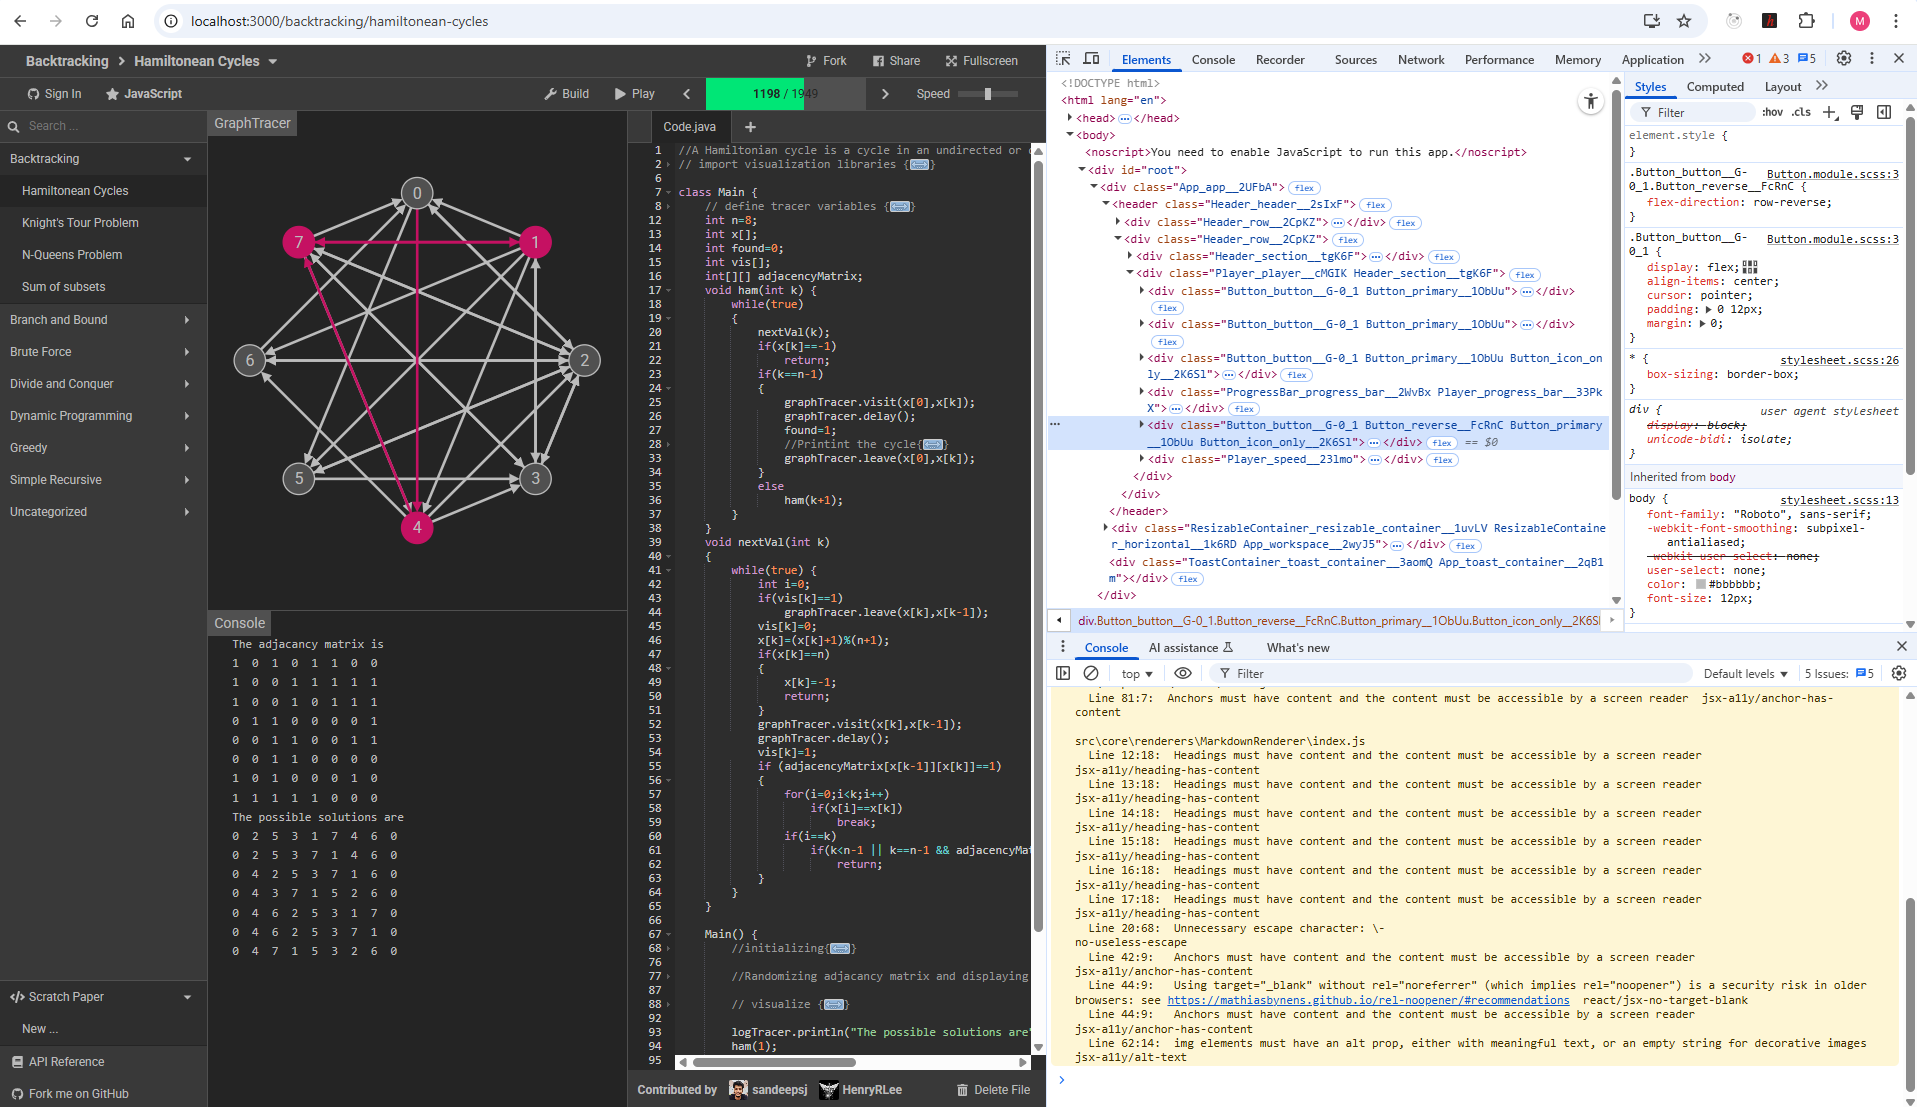 localhost:3000/backtracking/hamiltonean-cycles
M
Backtracking > Hamiltonean Cycles
Fork Share Fullscreen
Sign In JavaScript
Build Play 1198 / 1949 Speed
Search ...
Backtracking
Hamiltonean Cycles
Knight's Tour Problem
N-Queens Problem
Sum of subsets
Branch and Bound
Brute Force
Divide and Conquer
Dynamic Programming
Greedy
Simple Recursive
Uncategorized
Scratch Paper
New ...
API Reference
Fork me on GitHub
GraphTracer
0
7 1
6 2
5 3
4
Console
The adjacancy matrix is
1 0 1 0 1 1 0 0
1 0 0 1 1 1 1 1
1 0 0 1 0 1 1 1
0 1 1 0 0 0 0 1
0 0 1 1 0 0 1 1
0 0 1 1 0 0 0 0
1 0 1 0 0 0 1 0
1 1 1 1 1 0 0 0
The possible solutions are
0 2 5 3 1 7 4 6 0
0 2 5 3 7 1 4 6 0
0 4 2 5 3 7 1 6 0
0 4 3 7 1 5 2 6 0
0 4 6 2 5 3 1 7 0
0 4 6 2 5 3 7 1 0
0 4 7 1 5 3 2 6 0
Code.java +
1 //A Hamiltonian cycle is a cycle in an undirected or
2 // import visualization libraries {
6
7 class Main {
8 // define tracer variables {}
12 int n=8;
13 int x[];
14 int found=0;
15 int vis[];
16 int[][] adjacencyMatrix;
17 void ham(int k) {
18 while(true)
19 {
20 nextVal(k);
21 if(x[k]==-1)
22 return;
23 if(k==n-1)
24 {
25 graphTracer.visit(x[0],x[k]);
26 graphTracer.delay();
27 found=1;
28 //Printint the cycle{}
33 graphTracer.leave(x[0],x[k]);
34 }
35 else
36 ham(k+1);
37 }
38 }
39 void nextVal(int k)
40 {
41 while(true) {
42 int i=0;
43 if(vis[k]==1)
44 graphTracer.leave(x[k],x[k-1]);
45 vis[k]=0;
46 x[k]=(x[k]+1)%(n+1);
47 if(x[k]==n)
48 {
49 x[k]=-1;
50 return;
51 }
52 graphTracer.visit(x[k],x[k-1]);
53 graphTracer.delay();
54 vis[k]=1;
55 if (adjacencyMatrix[x[k-1]][x[k]]==1)
56 {
57 for(i=0;i<k;i++)
58 if(x[i]==x[k])
59 break;
60 if(i==k)
61 if(k<n-1 || k==n-1 && adjacencyMat
62 return;
63 }
64 }
65 }
66
67 Main() {
68 //initializing{}
76
77 //Randomizing adjacancy matrix and displaying
87
88 // visualize {}
92
93 logTracer.println("The possible solutions are"
94 ham(1);
95
Contributed by sandeepsj HenryRLee Delete File
Elements Console Recorder Sources Network Performance Memory Application 1 3 5
<!DOCTYPE html>
<html lang="en">
<head> </head>
<body>
<noscript>You need to enable JavaScript to run this app.</noscript>
<div id="root">
<div class="App_app__2UFbA"> flex
<header class="Header_header__2sIxF"> flex
<div class="Header_row__2CpKZ"> </div> flex
<div class="Header_row__2CpKZ"> flex
<div class="Header_section__tgK6F"> </div> flex
<div class="Player_player__cMGIK Header_section__tgK6F"> flex
<div class="Button_button__G-0_1 Button_primary__1ObUu"> </div>
flex
<div class="Button_button__G-0_1 Button_primary__1ObUu"> </div>
flex
<div class="Button_button__G-0_1 Button_primary__1ObUu Button_icon_on
ly__2K6Sl"> </div> flex
<div class="ProgressBar_progress_bar__2WvBx Player_progress_bar__33Pk
X"> </div> flex
<div class="Button_button__G-0_1 Button_reverse__FcRnC Button_primary
__1ObUu Button_icon_only__2K6Sl"> </div> flex == $0
<div class="Player_speed__23lmo"> </div> flex
</div>
</div>
</header>
<div class="ResizableContainer_resizable_container__1uvLV ResizableContaine
r_horizontal__1k6RD App_workspace__2wyJ5"> </div> flex
<div class="ToastContainer_toast_container__3aomQ App_toast_container__2qB1
m"></div> flex
</div>
div.Button_button__G-0_1.Button_reverse__FcRnC.Button_primary__1ObUu.Button_icon_only__2K6Sl
Styles Computed Layout
Filter :hov .cls
element.style {
}
.Button_button__G-
0_1.Button_reverse__FcRnC {
Button.module.scss:3
flex-direction: row-reverse;
}
.Button_button__G-
0_1 {
Button.module.scss:3
display: flex;
align-items: center;
cursor: pointer;
padding: 0 12px;
margin: 0;
}
* { stylesheet.scss:26
box-sizing: border-box;
}
div { user agent stylesheet
display: block;
unicode-bidi: isolate;
}
Inherited from body
body { stylesheet.scss:13
font-family: "Roboto", sans-serif;
-webkit-font-smoothing: subpixel-
antialiased;
-webkit-user-select: none;
user-select: none;
color: #bbbbbb;
font-size: 12px;
}
Console AI assistance What's new
top Filter Default levels 5 Issues: 5
Line 81:7: Anchors must have content and the content must be accessible by a screen reader jsx-a11y/anchor-has-
content
src\core\renderers\MarkdownRenderer\index.js
Line 12:18: Headings must have content and the content must be accessible by a screen reader
jsx-a11y/heading-has-content
Line 13:18: Headings must have content and the content must be accessible by a screen reader
jsx-a11y/heading-has-content
Line 14:18: Headings must have content and the content must be accessible by a screen reader
jsx-a11y/heading-has-content
Line 15:18: Headings must have content and the content must be accessible by a screen reader
jsx-a11y/heading-has-content
Line 16:18: Headings must have content and the content must be accessible by a screen reader
jsx-a11y/heading-has-content
Line 17:18: Headings must have content and the content must be accessible by a screen reader
jsx-a11y/heading-has-content
Line 20:68: Unnecessary escape character: \-
no-useless-escape
Line 42:9: Anchors must have content and the content must be accessible by a screen reader
jsx-a11y/anchor-has-content
Line 44:9: Using target="_blank" without rel="noreferrer" (which implies rel="noopener") is a security risk in older
browsers: see https://mathiasbynens.github.io/rel-noopener/#recommendations react/jsx-no-target-blank
Line 44:9: Anchors must have content and the content must be accessible by a screen reader
jsx-a11y/anchor-has-content
Line 62:14: img elements must have an alt prop, either with meaningful text, or an empty string for decorative images
jsx-a11y/alt-text